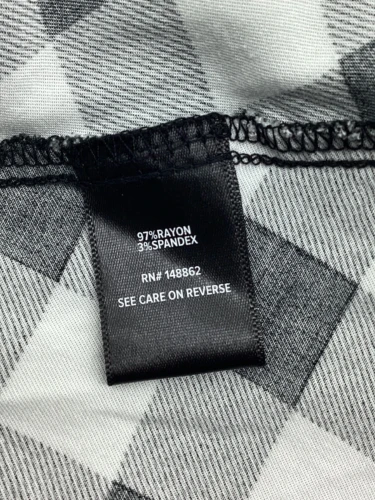 97%RAYON
3%SPANDEX
RN# 148862
SEE CARE ON REVERSE